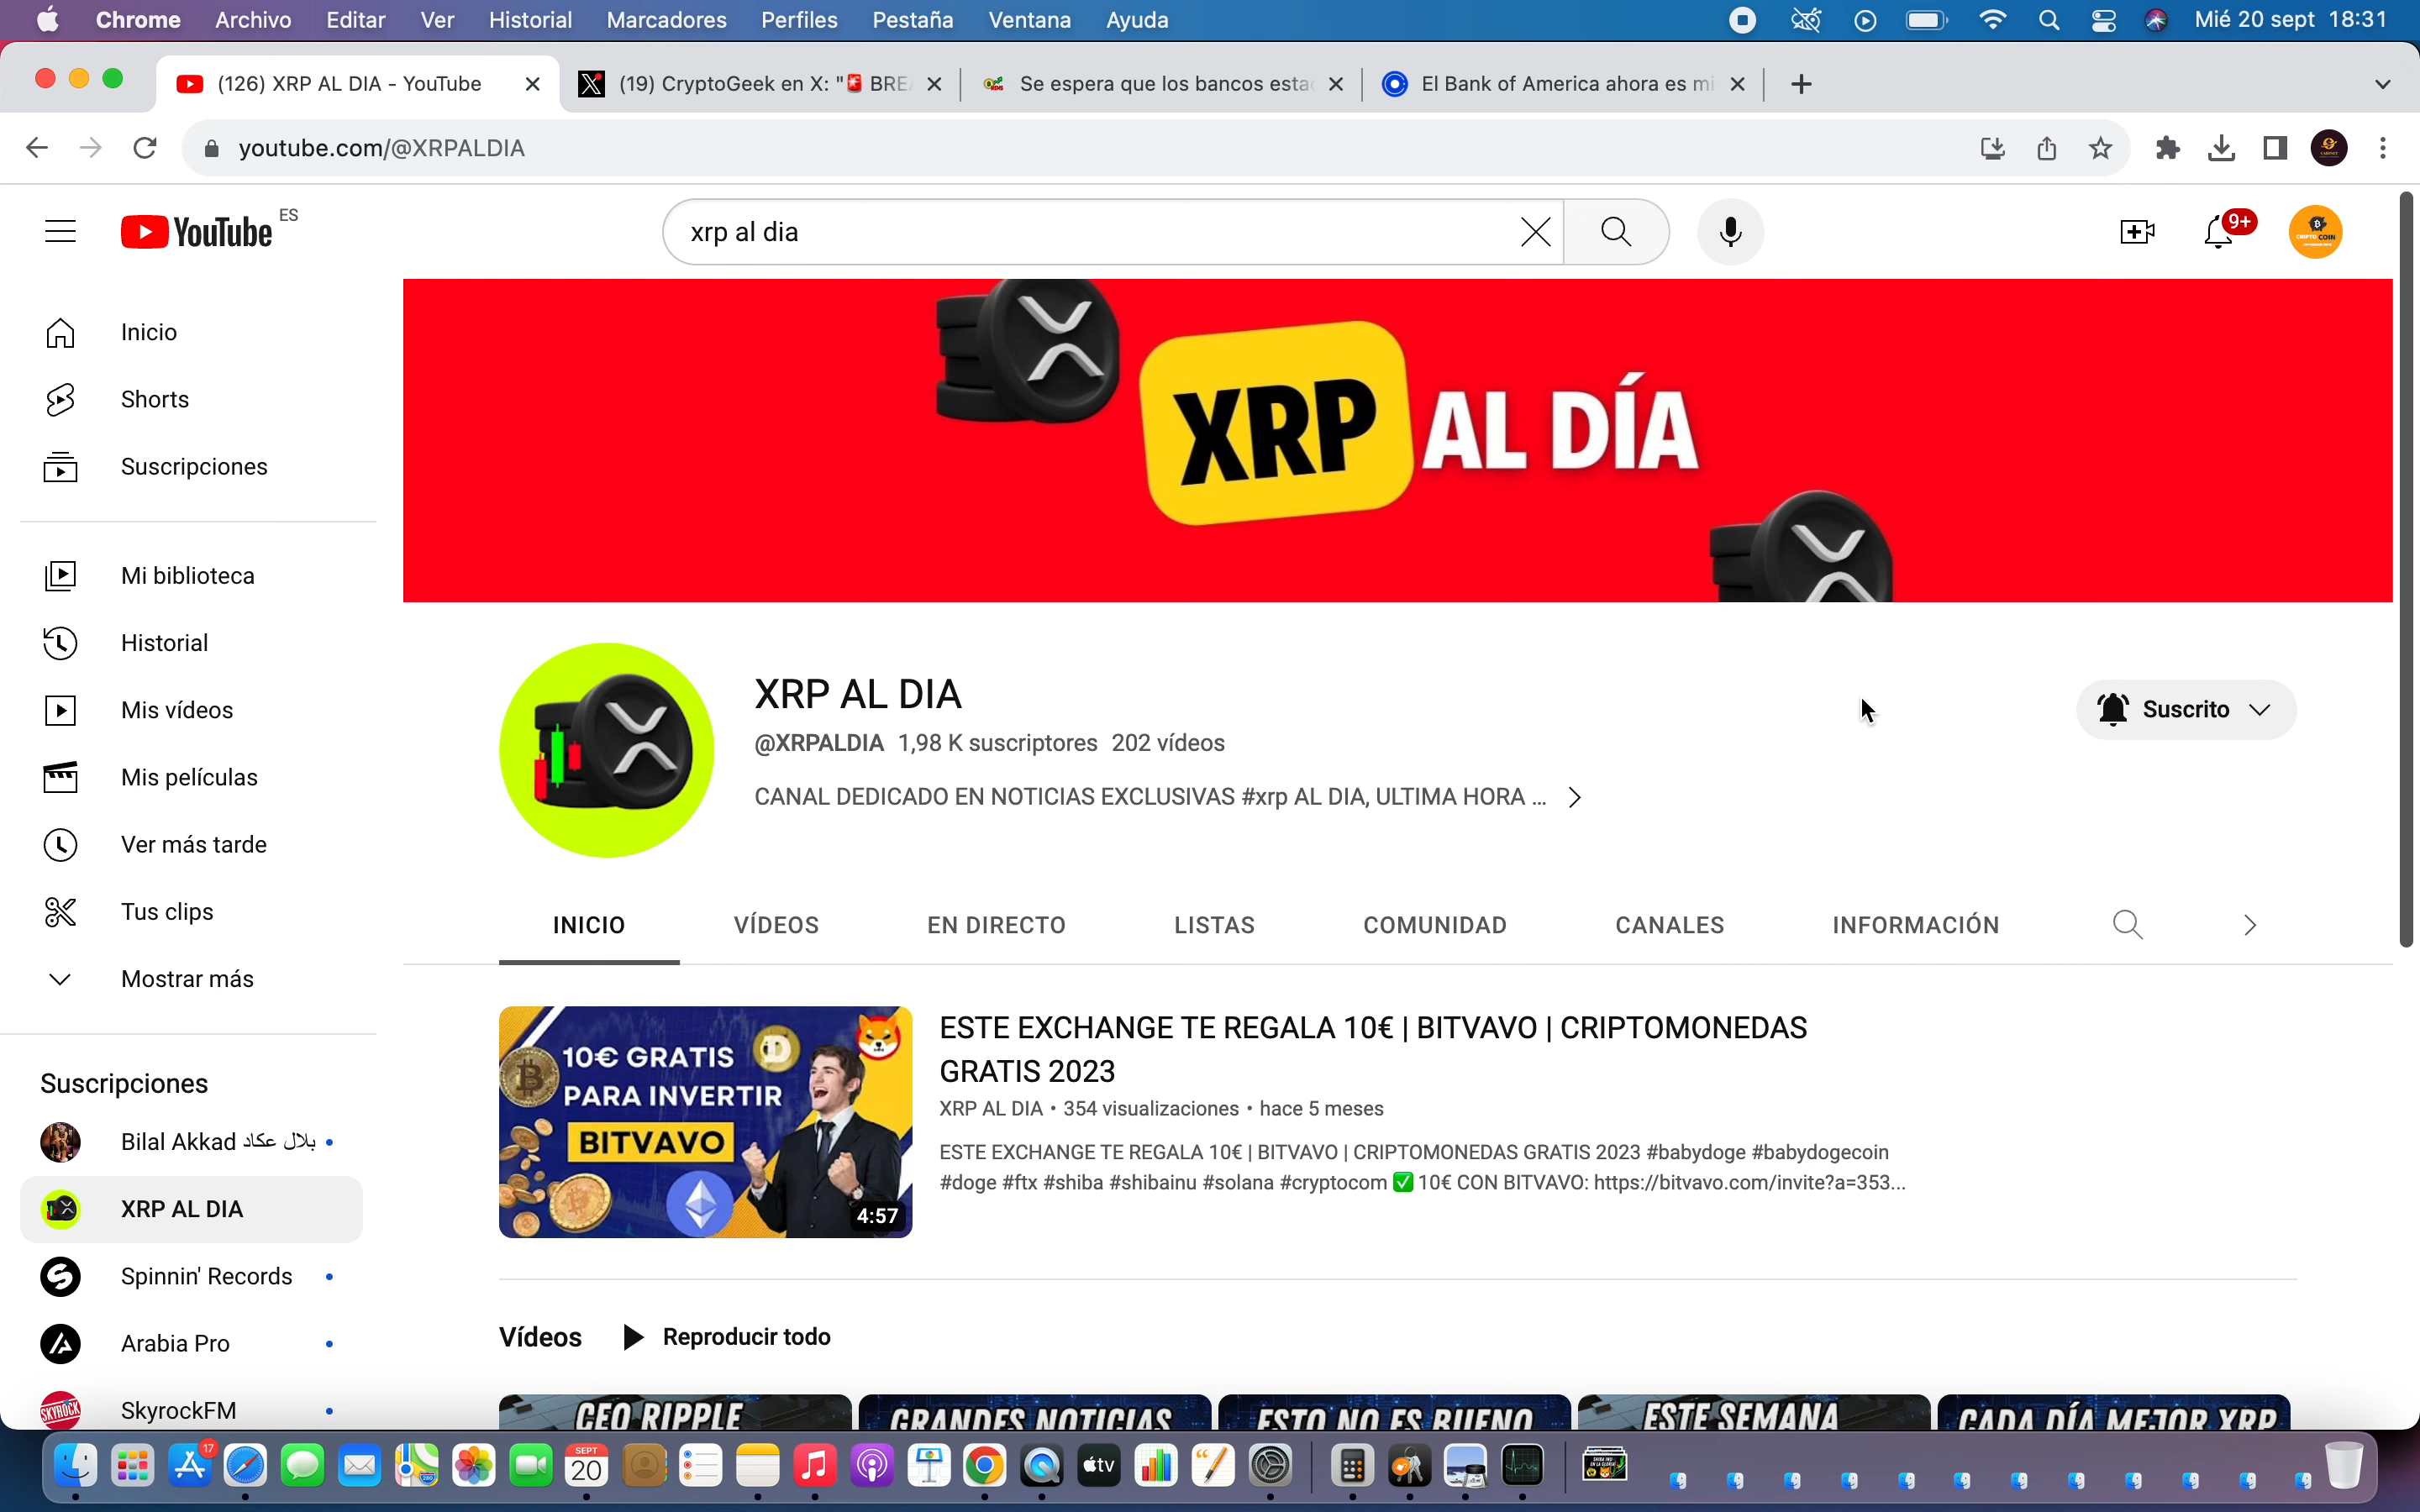 Chrome Archivo Editar Ver Historial Marcadores Perfiles Pestaña Ventana Ayuda Mié 20 sept 18:31
(126) XRP AL DIA - YouTube
(19) CryptoGeek en X: "🚨 BREA
Se espera que los bancos esta
El Bank of America ahora es mi
youtube.com/@XRPALDIA
YouTube ES
xrp al dia
9+
Inicio
Shorts
Suscripciones
Mi biblioteca
Historial
Mis vídeos
Mis películas
Ver más tarde
Tus clips
Mostrar más
Suscripciones
Bilal Akkad بلال عكاد
XRP AL DIA
Spinnin' Records
Arabia Pro
SkyrockFM
XRP AL DÍA
XRP AL DIA
@XRPALDIA 1,98 K suscriptores 202 vídeos
CANAL DEDICADO EN NOTICIAS EXCLUSIVAS #xrp AL DIA, ULTIMA HORA ...
Suscrito
INICIO VÍDEOS EN DIRECTO LISTAS COMUNIDAD CANALES INFORMACIÓN
10€ GRATIS
PARA INVERTIR
BITVAVO
4:57
ESTE EXCHANGE TE REGALA 10€ | BITVAVO | CRIPTOMONEDAS
GRATIS 2023
XRP AL DIA • 354 visualizaciones • hace 5 meses
ESTE EXCHANGE TE REGALA 10€ | BITVAVO | CRIPTOMONEDAS GRATIS 2023 #babydoge #babydogecoin
#doge #ftx #shiba #shibainu #solana #cryptocom ✅ 10€ CON BITVAVO: https://bitvavo.com/invite?a=353...
Vídeos Reproducir todo
CEO RIPPLE
GRANDES NOTICIAS
ESTO NO ES BUENO
ESTE SEMANA
CADA DÍA MEJOR XRP
SKYROCK
17
SEPT
20
tv